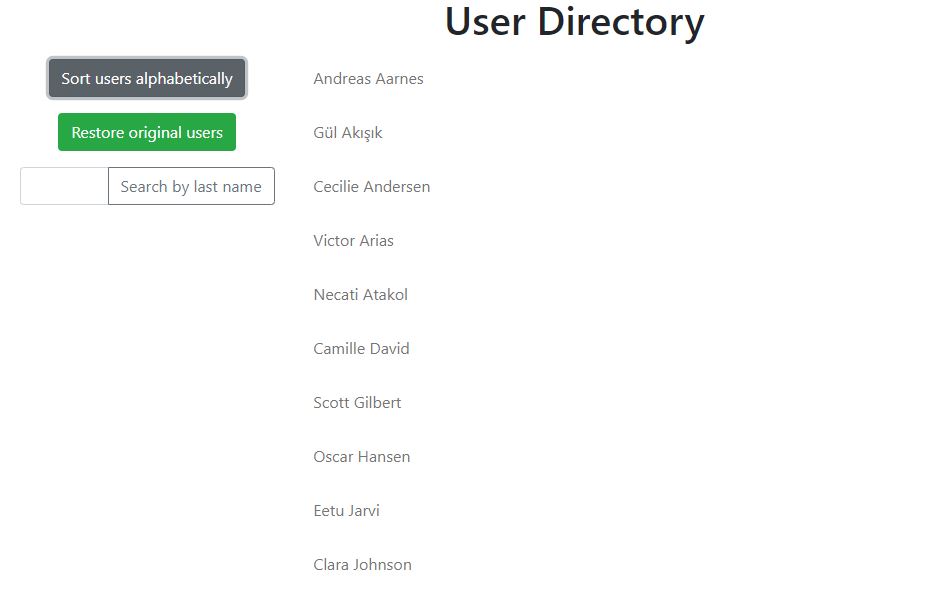 User Directory
Sort users alphabetically
Restore original users
Search by last name
Andreas Aarnes
Gül Akışık
Cecilie Andersen
Victor Arias
Necati Atakol
Camille David
Scott Gilbert
Oscar Hansen
Eetu Jarvi
Clara Johnson